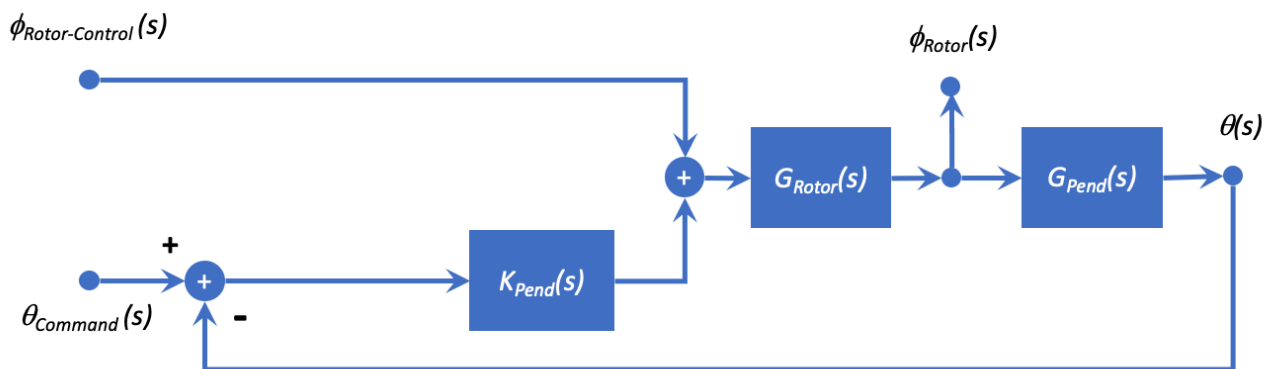 ϕRotor-Control (s)
ϕRotor(s)
θ(s)
+
GRotor(s)
GPend(s)
+
+
KPend(s)
θCommand (s)
-